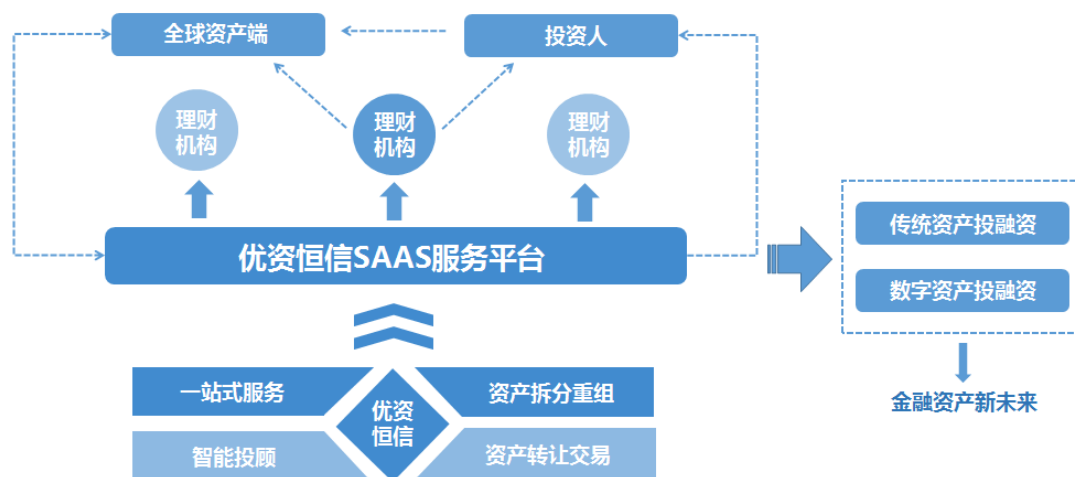 全球资产端
投资人
理财
机构
理财
机构
理财
机构
优资恒信SAAS服务平台
传统资产投融资
数字资产投融资
金融资产新未来
一站式服务
资产拆分重组
优资
恒信
智能投顾
资产转让交易